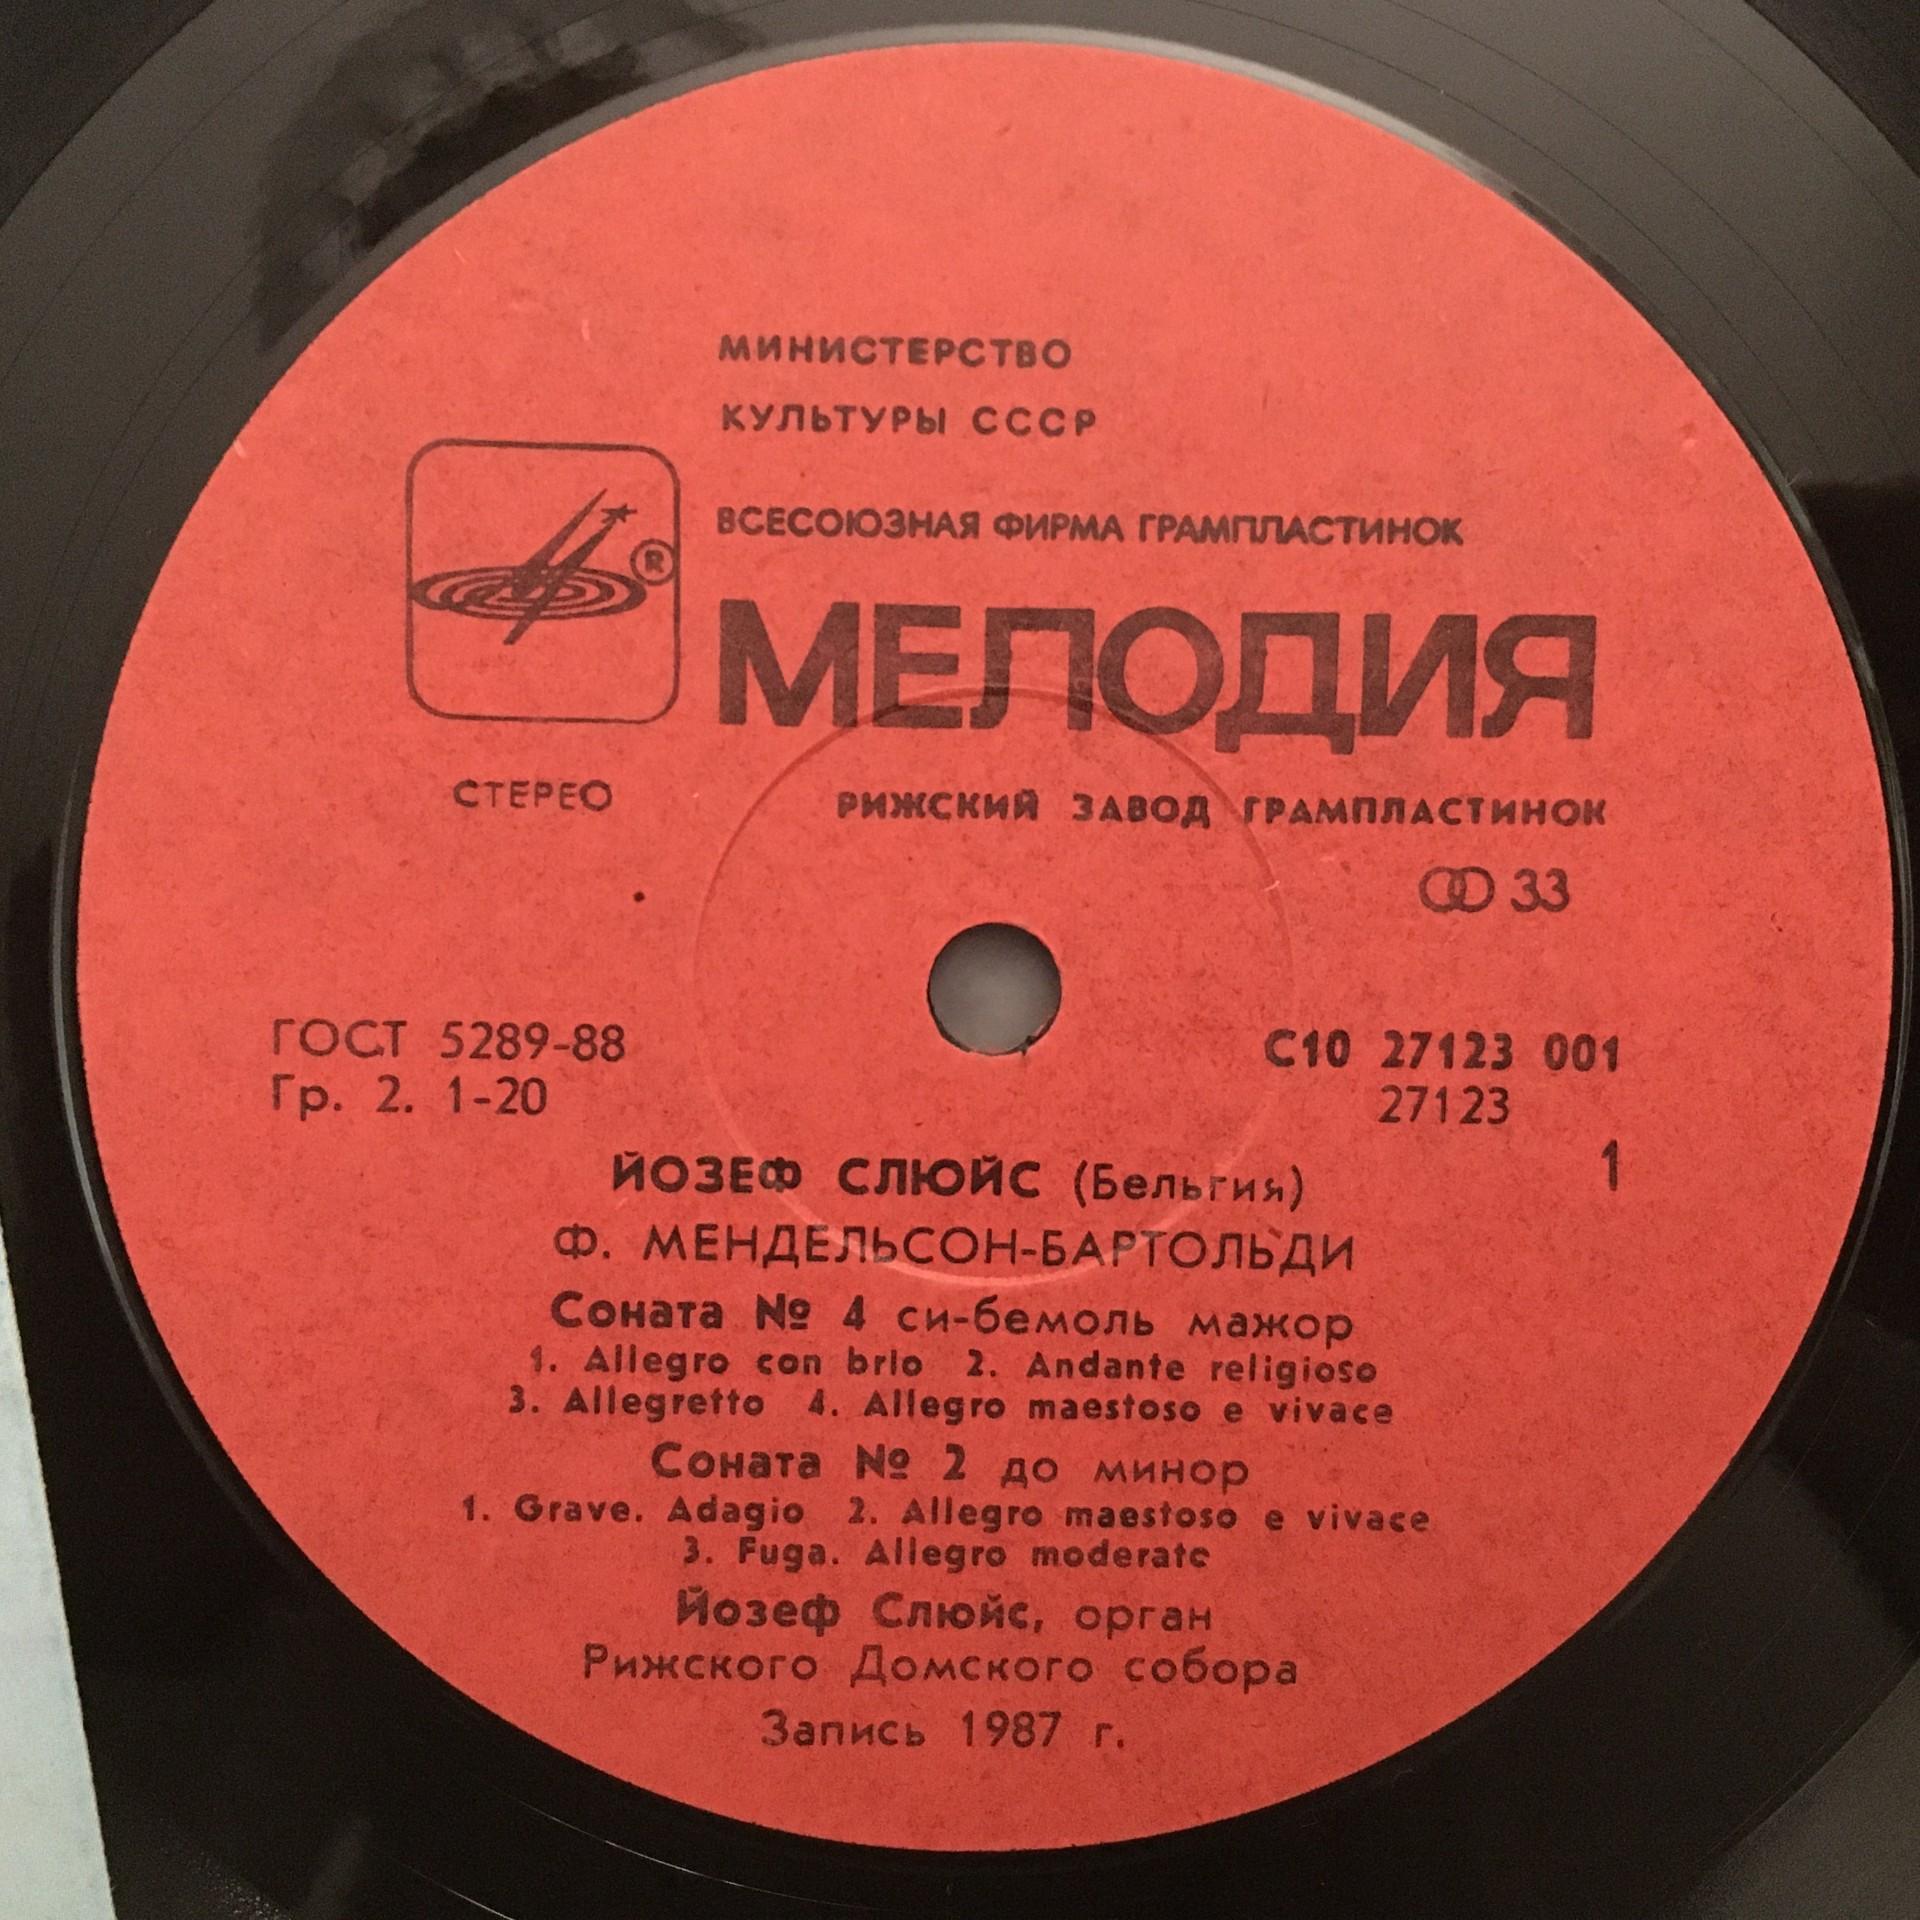 МИНИСТЕРСТВО
КУЛЬТУРЫ СССР
ВСЕСОЮЗНАЯ ФИРМА ГРАМПЛАСТИНОК
®
МЕЛОДИЯ
СТЕРЕО
РИЖСКИЙ ЗАВОД ГРАМПЛАСТИНОК
33
ГОСТ 5289-88
Гр. 2. 1-20
С10 27123 001
27123
1
ЙОЗЕФ СЛЮЙС (Бельгия)
Ф. МЕНДЕЛЬСОН-БАРТОЛЬДИ
Соната № 4 си-бемоль мажор
1. Allegro con brio 2. Andante religioso
3. Allegretto 4. Allegro maestoso e vivace
Соната № 2 до минор
1. Grave. Adagio 2. Allegro maestoso e vivace
3. Fuga. Allegro moderato
Йозеф Слюйс, орган
Рижского Домского собора
Запись 1987 г.